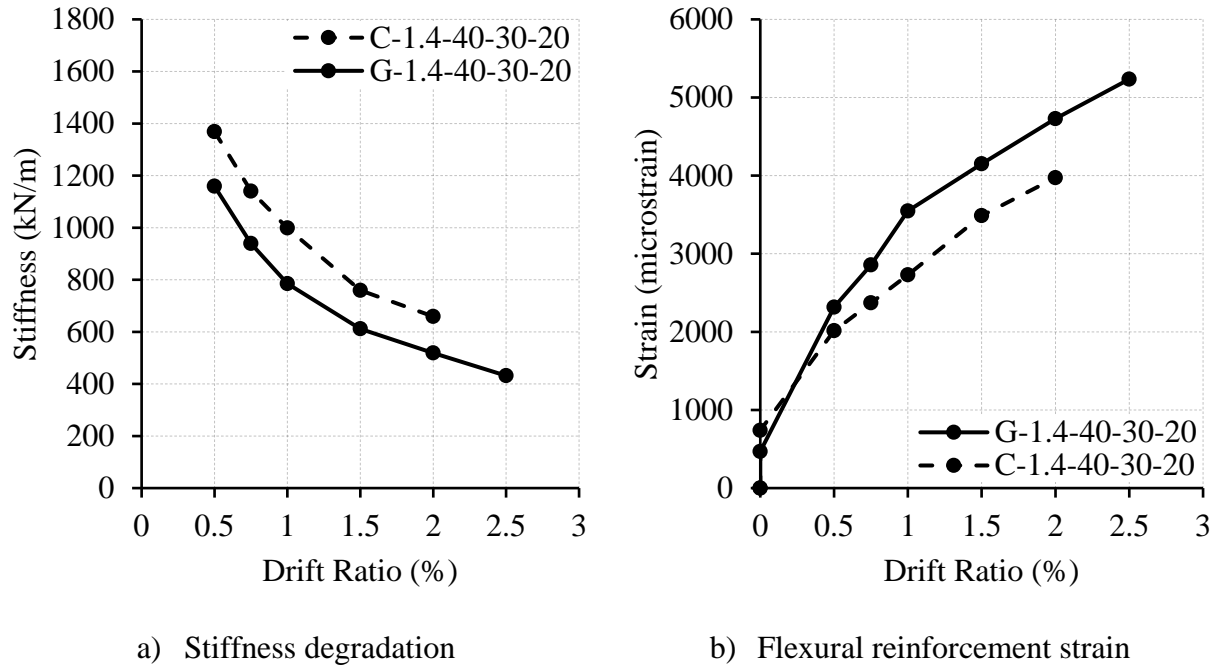 1800
1600
1400
1200
1000
800
600
400
200
0
Stiffness (kN/m)
C-1.4-40-30-20
G-1.4-40-30-20
0 0.5 1 1.5 2 2.5 3
Drift Ratio (%)
a) Stiffness degradation
6000
5000
4000
3000
2000
1000
0
Strain (microstrain)
G-1.4-40-30-20
C-1.4-40-30-20
0 0.5 1 1.5 2 2.5 3
Drift Ratio (%)
b) Flexural reinforcement strain